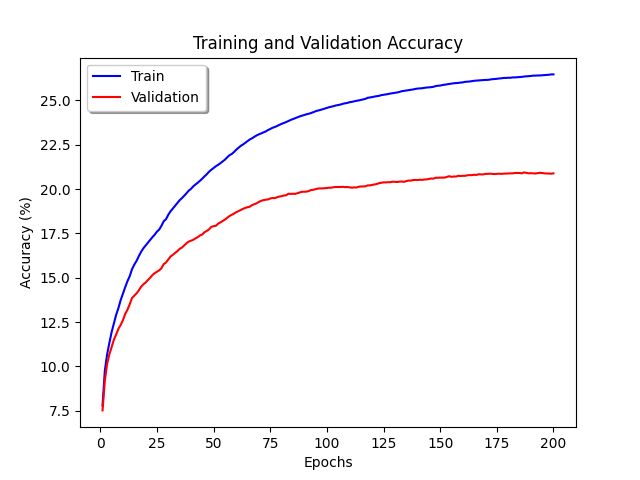 Training and Validation Accuracy
Train
Validation
25.0
22.5
20.0
17.5
15.0
12.5
10.0
7.5
Accuracy (%)
0 25 50 75 100 125 150 175 200
Epochs